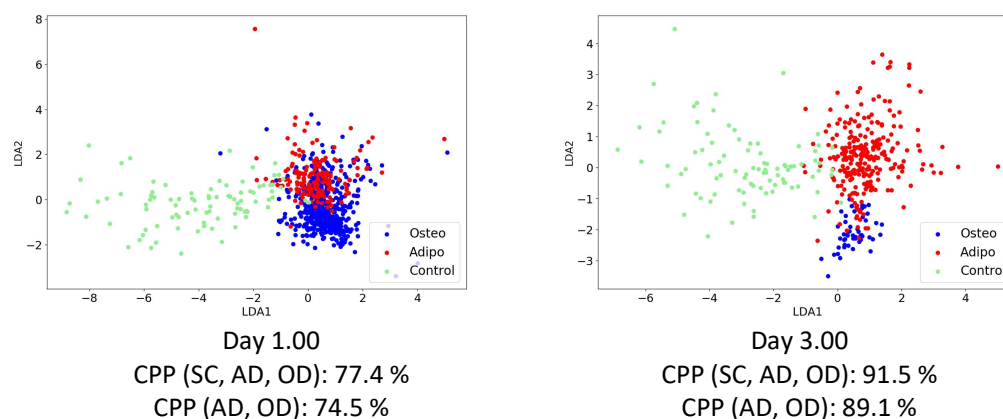 8
6
4
2
0
−2
LDA2
−8
−6
−4
−2
0
2
4
LDA1
Osteo
Adipo
Control
4
3
2
1
0
−1
−2
−3
LDA2
−6
−4
−2
0
2
4
LDA1
Osteo
Adipo
Control
Day 1.00
CPP (SC, AD, OD): 77.4 %
CPP (AD, OD): 74.5 %
Day 3.00
CPP (SC, AD, OD): 91.5 %
CPP (AD, OD): 89.1 %